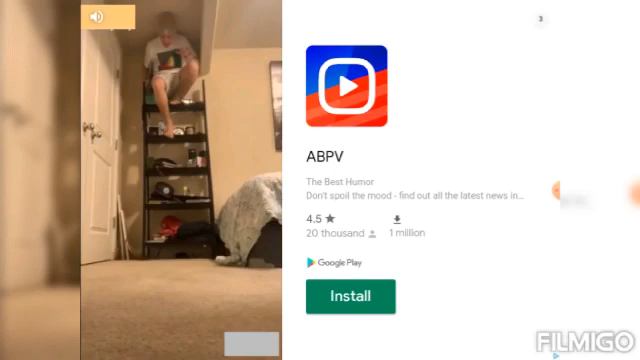 3
ABPV
The Best Humor
Don't spoil the mood - find out all the latest news in...
4.5 ★
20 thousand
1 million
Google Play
Install
FILMIGO